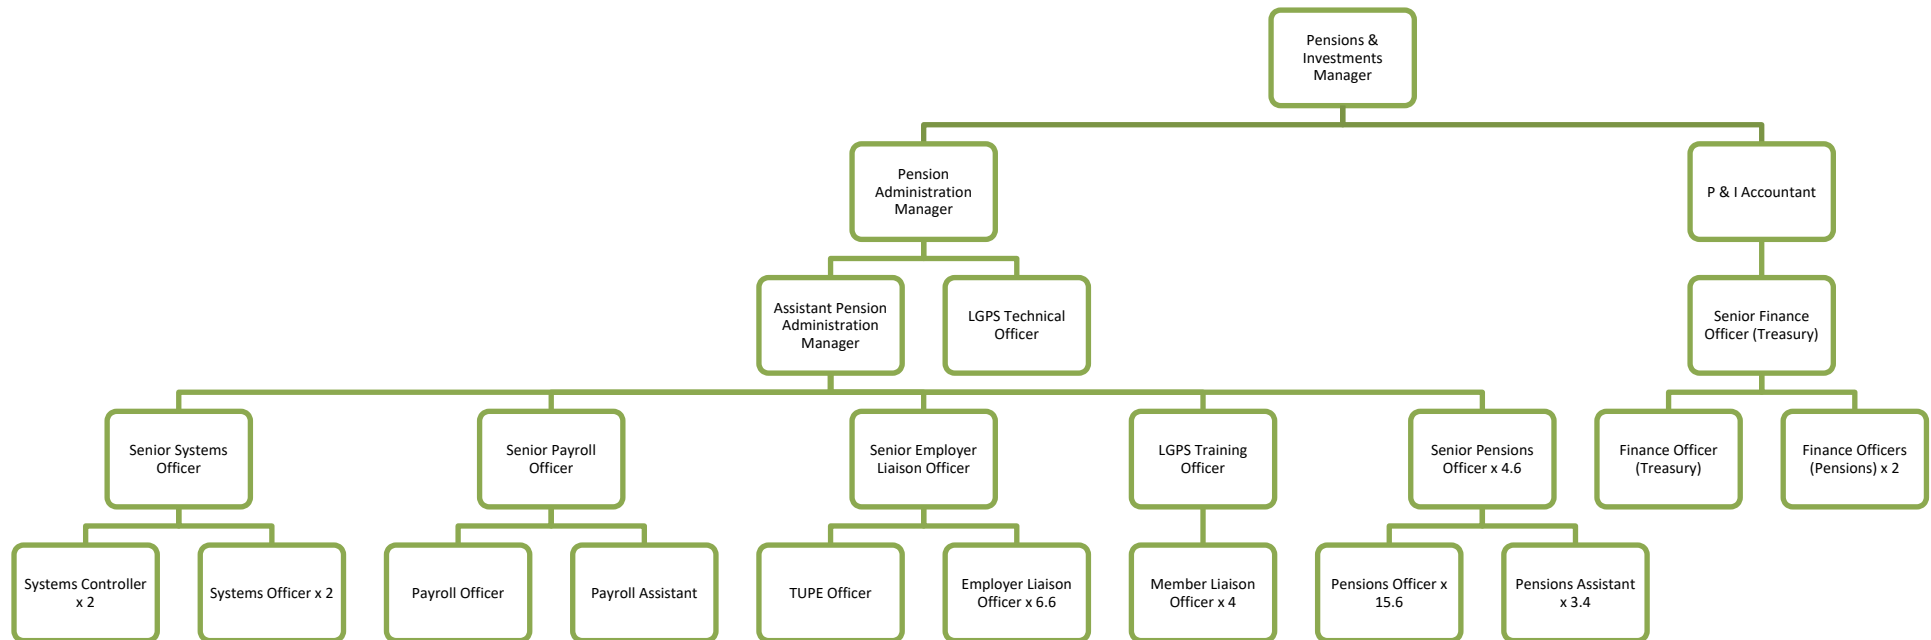 Pensions &
Investments
Manager
Pension
Administration
Manager
P & I Accountant
Assistant Pension
Administration
Manager
LGPS Technical
Officer
Senior Finance
Officer (Treasury)
Senior Systems
Officer
Senior Payroll
Officer
Senior Employer
Liaison Officer
LGPS Training
Officer
Senior Pensions
Officer x 4.6
Finance Officer
(Treasury)
Finance Officers
(Pensions) x 2
Systems Controller
x 2
Systems Officer x 2
Payroll Officer
Payroll Assistant
TUPE Officer
Employer Liaison
Officer x 6.6
Member Liaison
Officer x 4
Pensions Officer x
15.6
Pensions Assistant
x 3.4